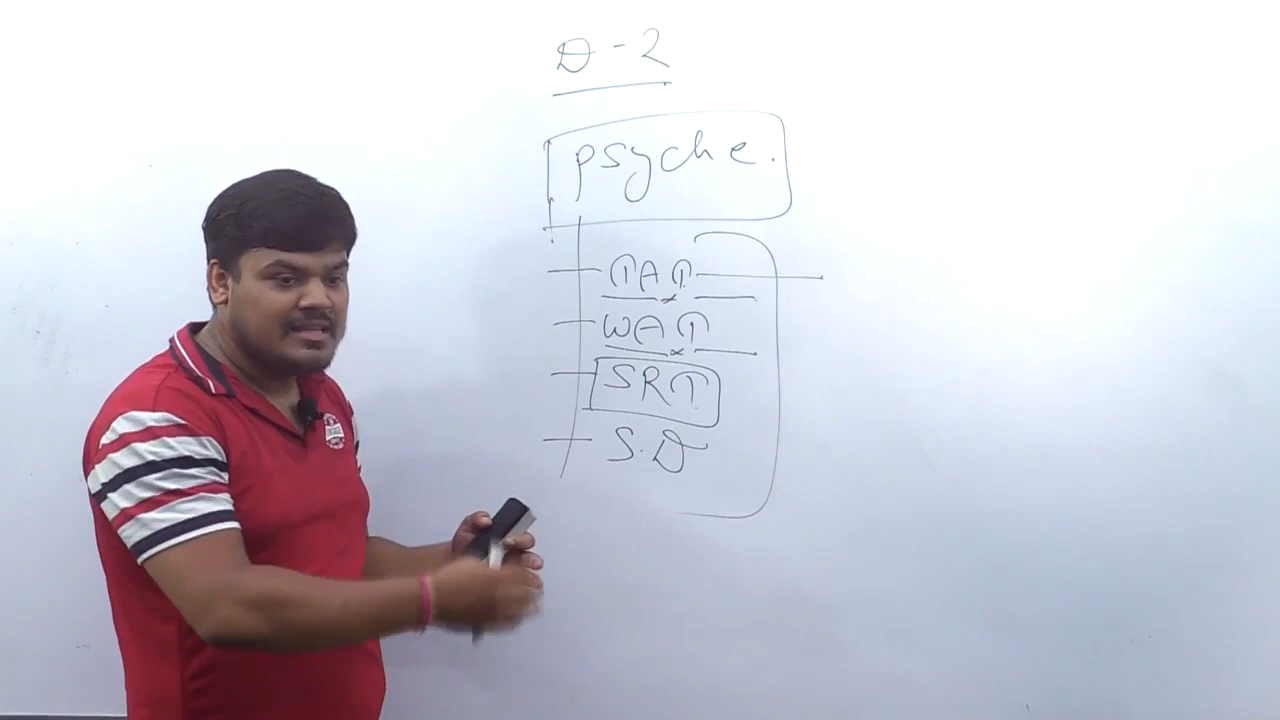 D-2
psyche.
TAT
WAT
SRT
S.D